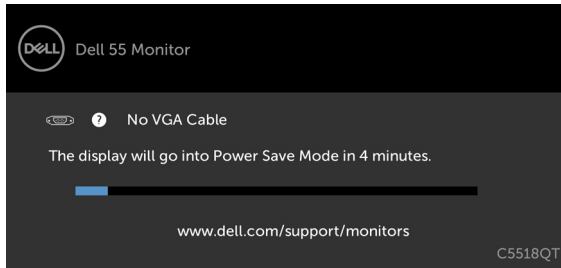 DELL
Dell 55 Monitor
? No VGA Cable
The display will go into Power Save Mode in 4 minutes.
www.dell.com/support/monitors
C5518QT